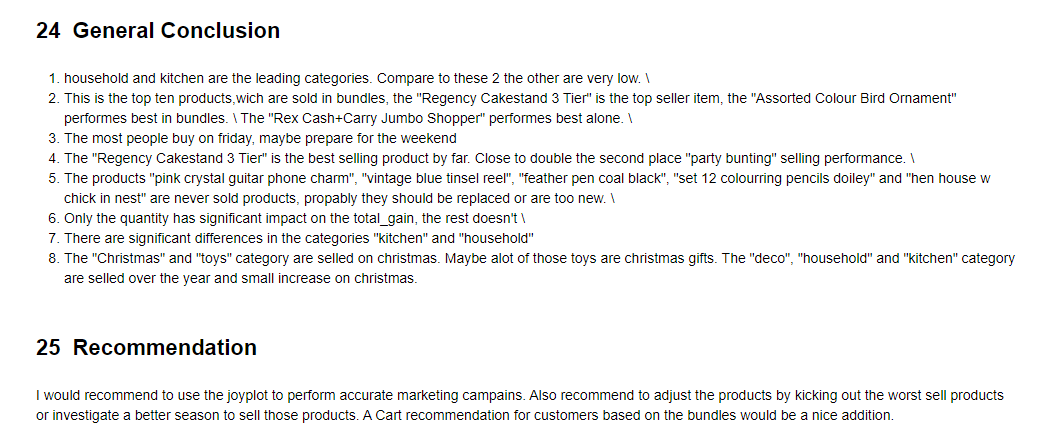 24 General Conclusion
1. household and kitchen are the leading categories. Compare to these 2 the other are very low. \
2. This is the top ten products,wich are sold in bundles, the "Regency Cakestand 3 Tier" is the top seller item, the "Assorted Colour Bird Ornament"
performes best in bundles. \ The "Rex Cash+Carry Jumbo Shopper" performes best alone. \
3. The most people buy on friday, maybe prepare for the weekend
4. The "Regency Cakestand 3 Tier" is the best selling product by far. Close to double the second place "party bunting" selling performance. \
5. The products "pink crystal guitar phone charm", "vintage blue tinsel reel", "feather pen coal black", "set 12 colourring pencils doiley" and "hen house w
chick in nest" are never sold products, propably they should be replaced or are too new. \
6. Only the quantity has significant impact on the total_gain, the rest doesn't \
7. There are significant differences in the categories "kitchen" and "household"
8. The "Christmas" and "toys" category are selled on christmas. Maybe alot of those toys are christmas gifts. The "deco", "household" and "kitchen" category
are selled over the year and small increase on christmas.
25 Recommendation
I would recommend to use the joyplot to perform accurate marketing campains. Also recommend to adjust the products by kicking out the worst sell products
or investigate a better season to sell those products. A Cart recommendation for customers based on the bundles would be a nice addition.